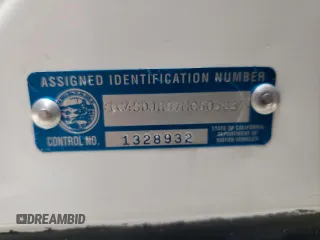 ASSIGNED IDENTIFICATION NUMBER
CONTROL NO.
1328932
STATE OF CALIFORNIA
DEPARTMENT OF
MOTOR VEHICLES
DREAMBID